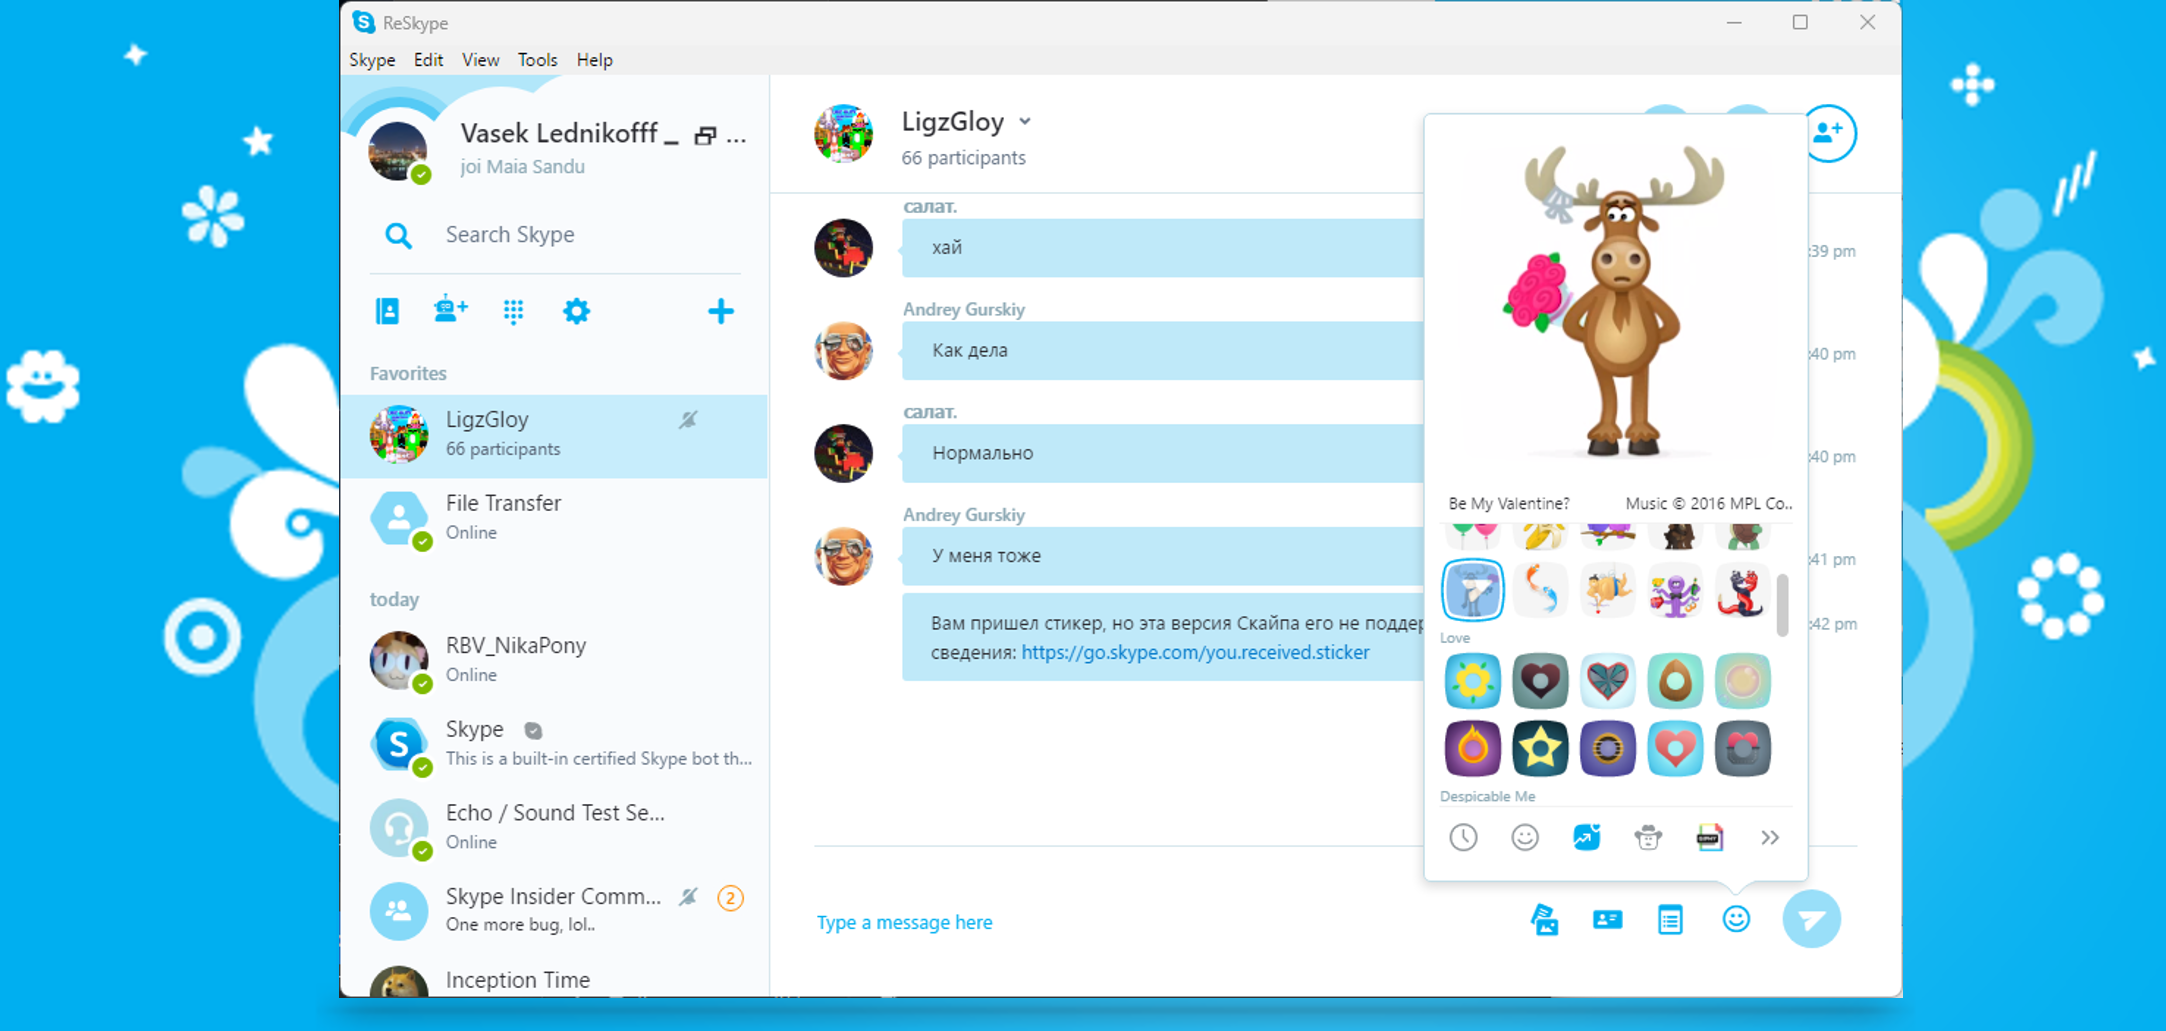 ReSkype
Skype Edit View Tools Help
Vasek Lednikofff _ ...
joi Maia Sandu
Search Skype
Favorites
LigzGloy
66 participants
File Transfer
Online
today
RBV_NikaPony
Online
Skype
This is a built-in certified Skype bot th...
Echo / Sound Test Se...
Online
Skype Insider Comm... 2
One more bug, lol..
Inception Time
LigzGloy
66 participants
салат.
хай
:39 pm
Andrey Gurskiy
Как дела
:40 pm
салат.
Нормально
:40 pm
Andrey Gurskiy
У меня тоже
:41 pm
Вам пришел стикер, но эта версия Скайпа его не поддер
сведения: https://go.skype.com/you.received.sticker
:42 pm
Be My Valentine? Music © 2016 MPL Co..
Love
Despicable Me
GIPHY
Type a message here